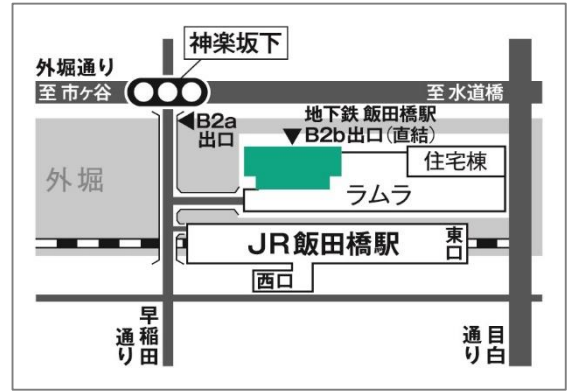 神楽坂下
外堀通り
至 市ヶ谷
至 水道橋
◀B2a
出口
地下鉄 飯田橋駅
▼B2b出口(直結)
住宅棟
外堀
ラムラ
JR飯田橋駅
東口
西口
早稲田通り
目白通り